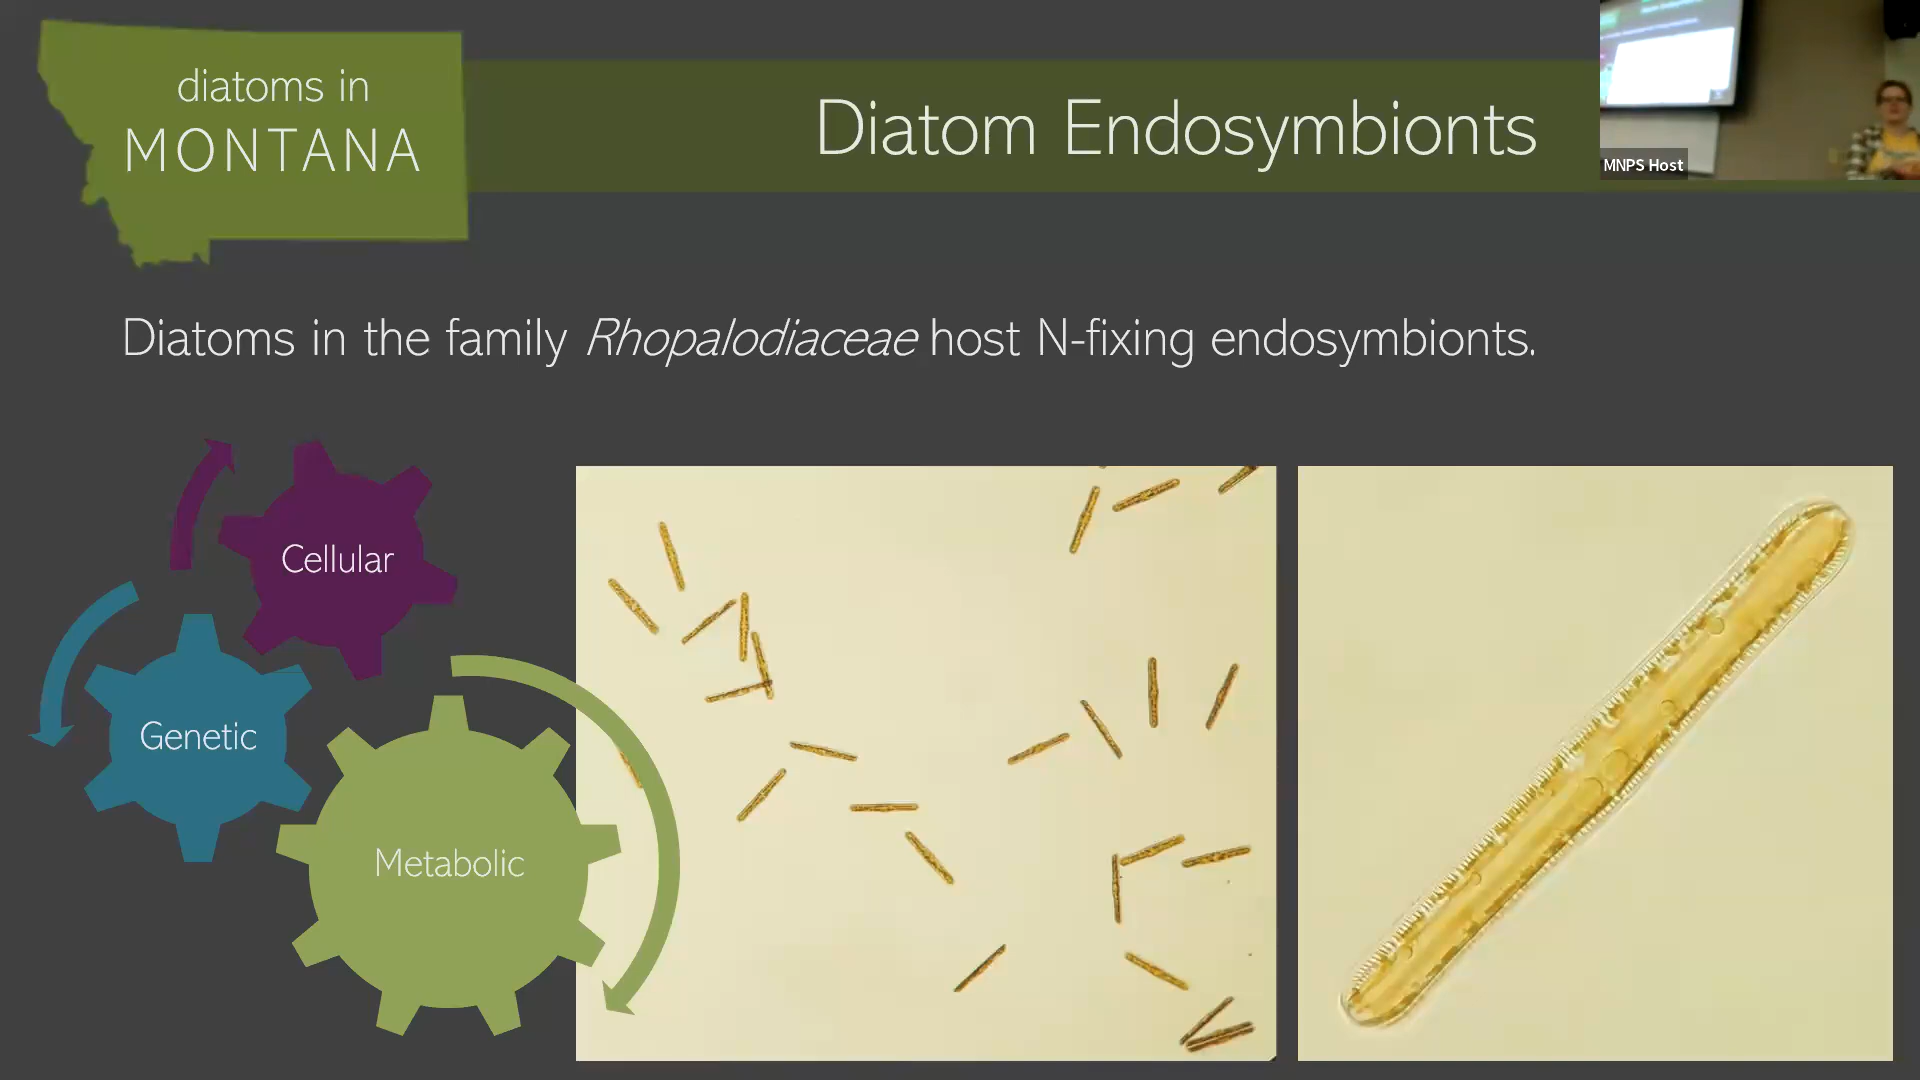 diatoms in
MONTANA
Diatom Endosymbionts
MNPS Host
Diatoms in the family Rhopalodiaceae host N-fixing endosymbionts.
Cellular
Genetic
Metabolic